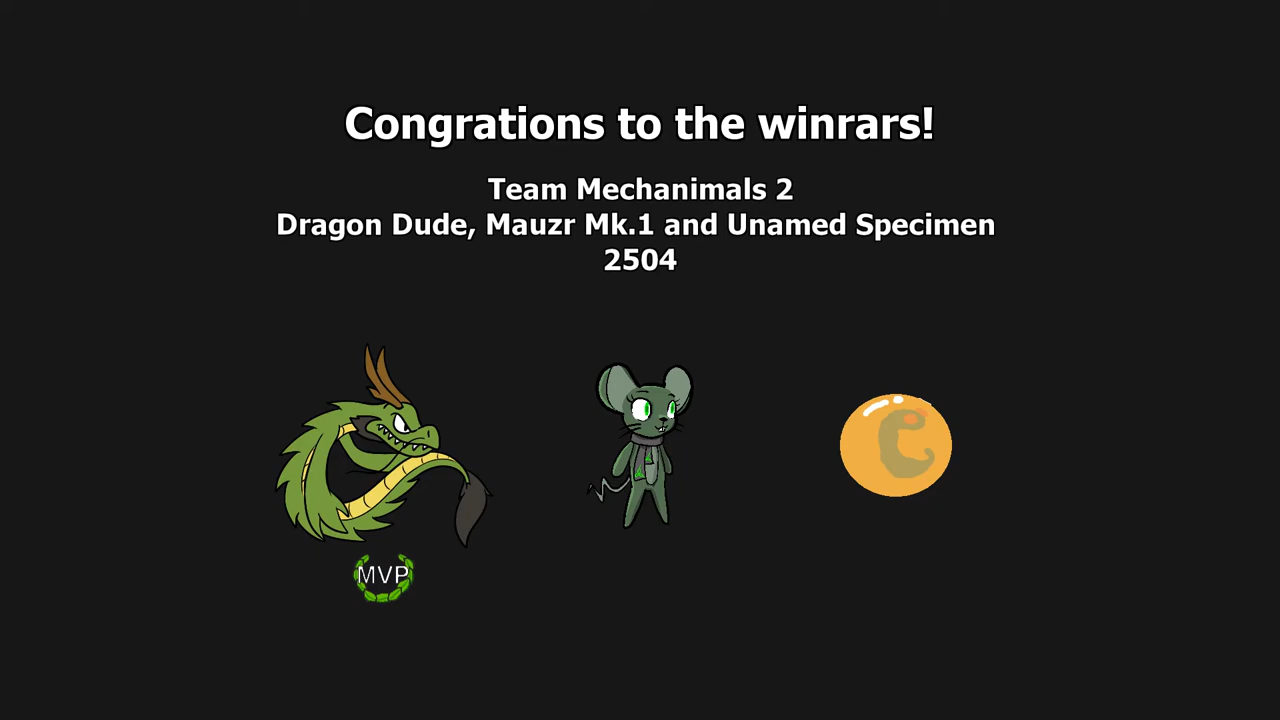 Congrations to the winrars!
Team Mechanimals 2
Dragon Dude, Mauzr Mk.1 and Unamed Specimen
2504
MVP